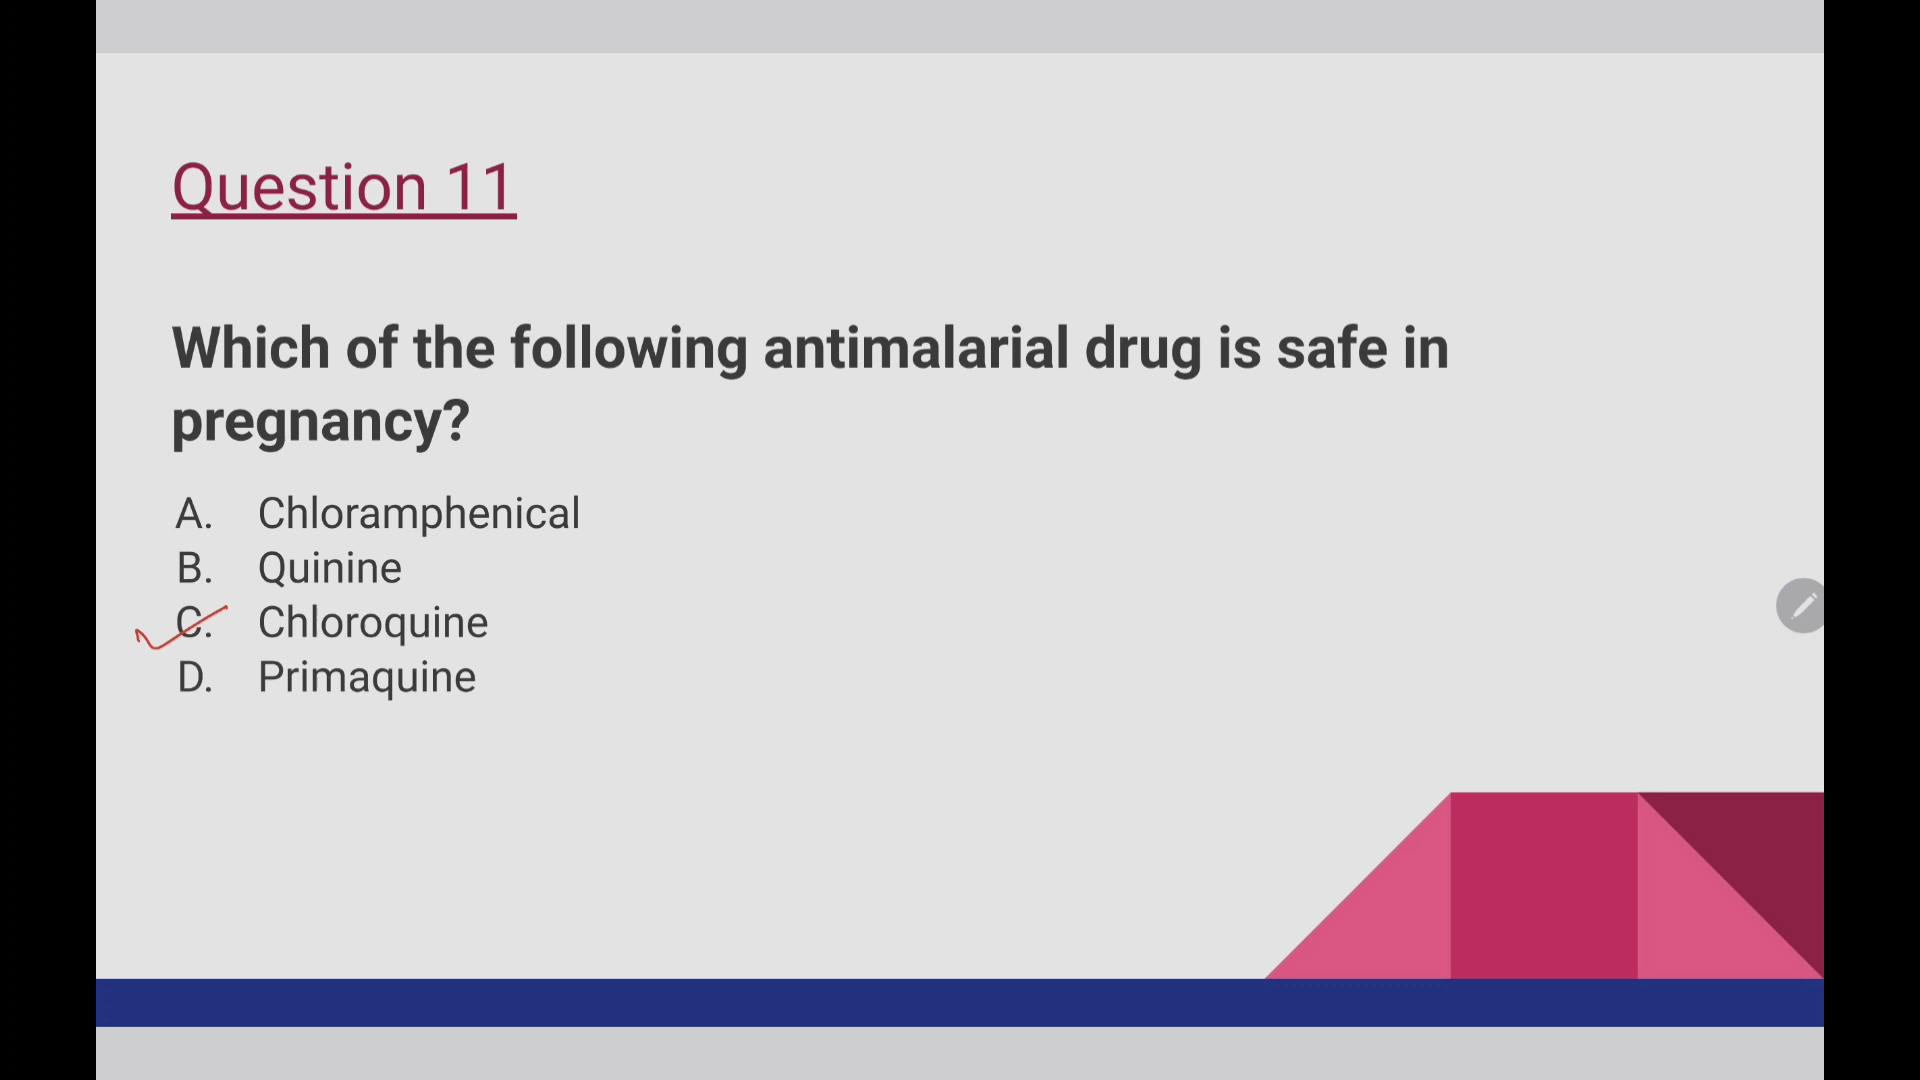 Question 11
Which of the following antimalarial drug is safe in
pregnancy?
A. Chloramphenical
B. Quinine
C. Chloroquine
D. Primaquine